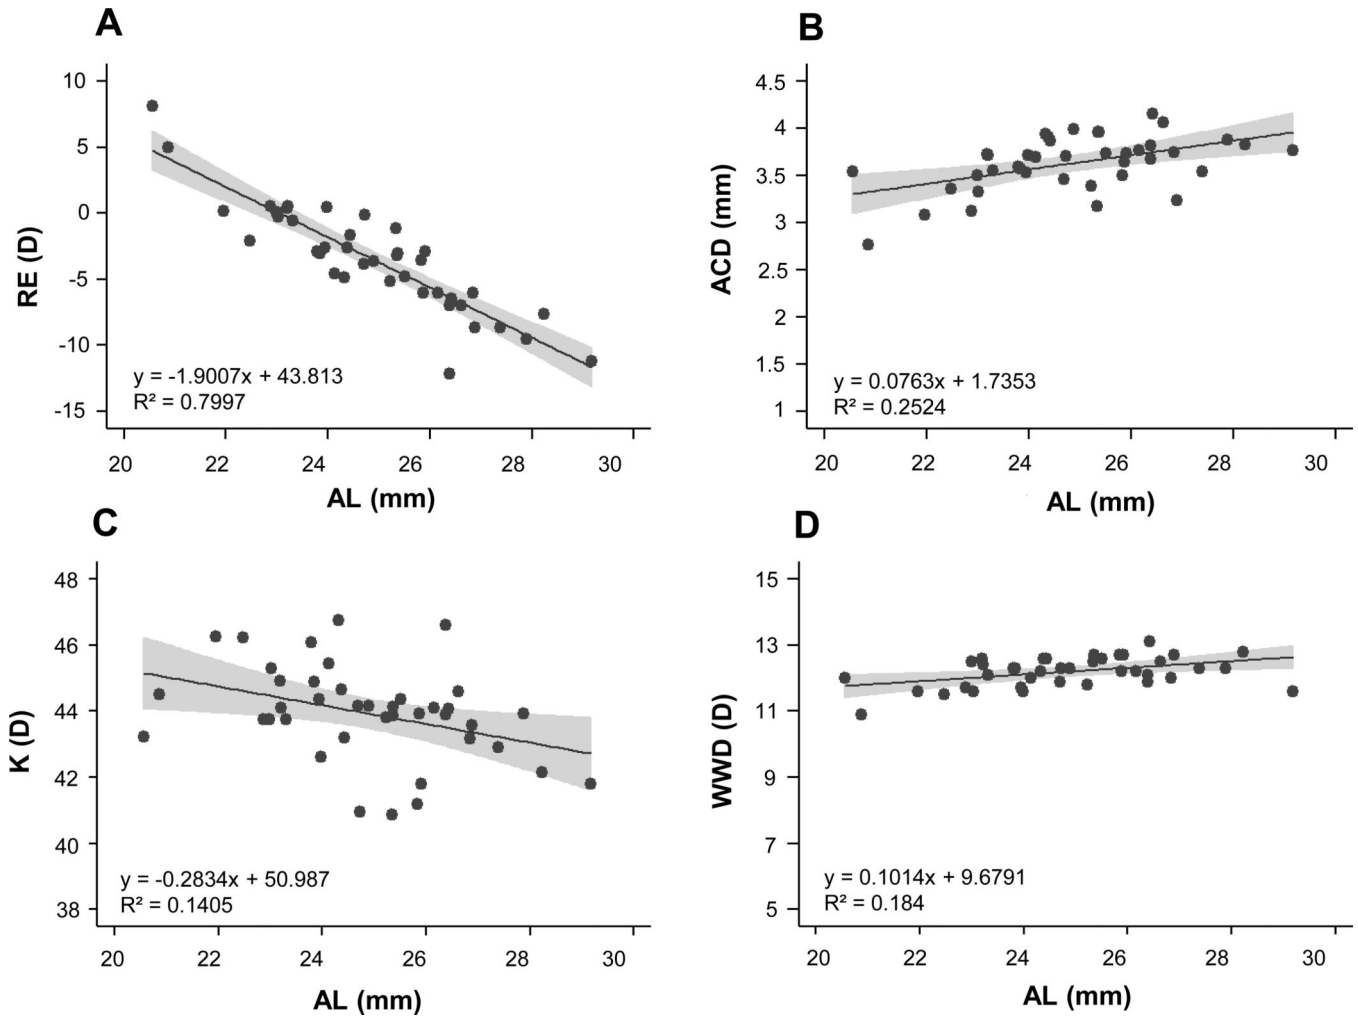 A
10
5
0
-5
-10
-15
RE (D)
y = -1.9007x + 43.813
R² = 0.7997
20 22 24 26 28 30
AL (mm)
B
4.5
4
3.5
3
2.5
2
1.5
1
ACD (mm)
y = 0.0763x + 1.7353
R² = 0.2524
20 22 24 26 28 30
AL (mm)
C
48
46
44
42
40
38
K (D)
y = -0.2834x + 50.987
R² = 0.1405
20 22 24 26 28 30
AL (mm)
D
15
13
11
9
7
5
WWD (D)
y = 0.1014x + 9.6791
R² = 0.184
20 22 24 26 28 30
AL (mm)